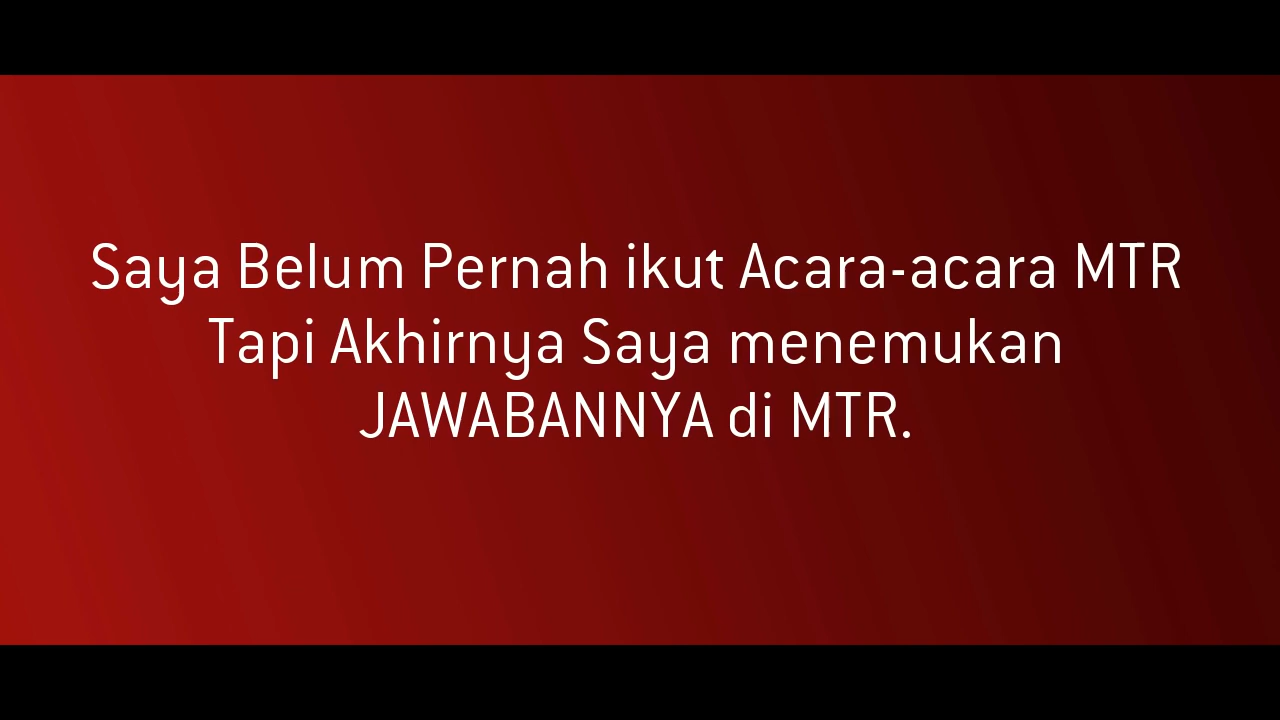 Saya Belum Pernah ikut Acara-acara MTR
Tapi Akhirnya Saya menemukan
JAWABANNYA di MTR.